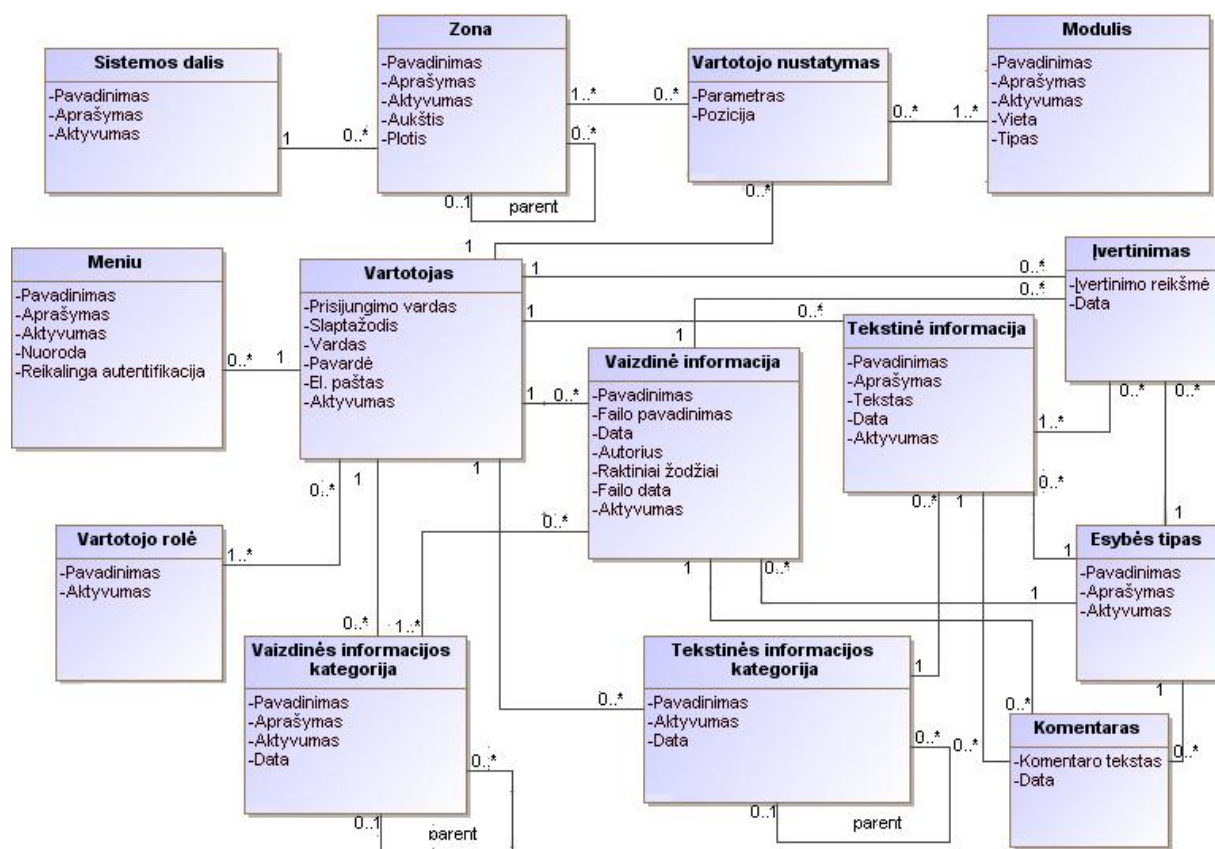 Sistemos dalis
-Pavadinimas
-Aprašymas
-Aktyvumas
1
0..*
Zona
-Pavadinimas
-Aprašymas
-Aktyvumas
-Aukštis
-Plotis
1..*
0..*
0..*
0..1
parent
Vartotojo nustatymas
-Parametras
-Pozicija
0..*
1..*
0..*
Modulis
-Pavadinimas
-Aprašymas
-Aktyvumas
-Vieta
-Tipas
Meniu
-Pavadinimas
-Aprašymas
-Aktyvumas
-Nuoroda
-Reikalinga autentifikacija
0..*
1
1
Vartotojas
-Prisijungimo vardas
-Slaptažodis
-Vardas
-Pavardė
-El. paštas
-Aktyvumas
1
0..*
1
0..*
1
0..*
0..*
1
1
0..*
1
Vaizdinė informacija
-Pavadinimas
-Failo pavadinimas
-Data
-Autorius
-Raktiniai žodžiai
-Failo data
-Aktyvumas
Tekstinė informacija
-Pavadinimas
-Aprašymas
-Tekstas
-Data
-Aktyvumas
1..*
0..*
0..*
1
0..*
Įvertinimas
-Įvertinimo reikšmė
-Data
0..*
1
Vartotojo rolė
-Pavadinimas
-Aktyvumas
1..*
0..*
1
0..*
1
1
Esybės tipas
-Pavadinimas
-Aprašymas
-Aktyvumas
1
0..*
1..*
Vaizdinės informacijos
kategorija
-Pavadinimas
-Aprašymas
-Aktyvumas
-Data
0..*
0..1
parent
0..*
Tekstinės informacijos
kategorija
-Pavadinimas
-Aktyvumas
-Data
1
0..*
0..1
parent
0..*
0..*
0..*
Komentaras
-Komentaro tekstas
-Data